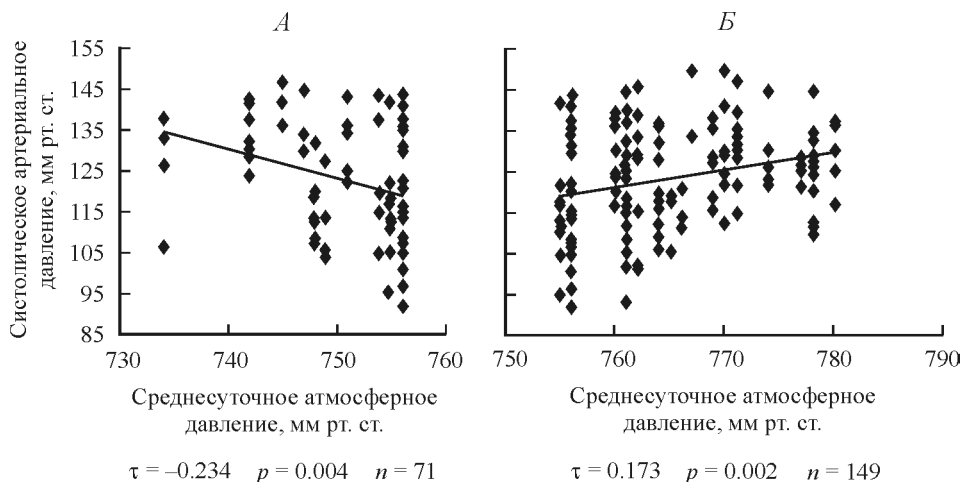 А
Б
Систолическое артериальное
давление, мм рт. ст.
155
145
135
125
115
105
95
85
730
740
750
760
750
760
770
780
790
Среднесуточное атмосферное
давление, мм рт. ст.
Среднесуточное атмосферное
давление, мм рт. ст.
τ = –0.234 p = 0.004 n = 71
τ = 0.173 p = 0.002 n = 149